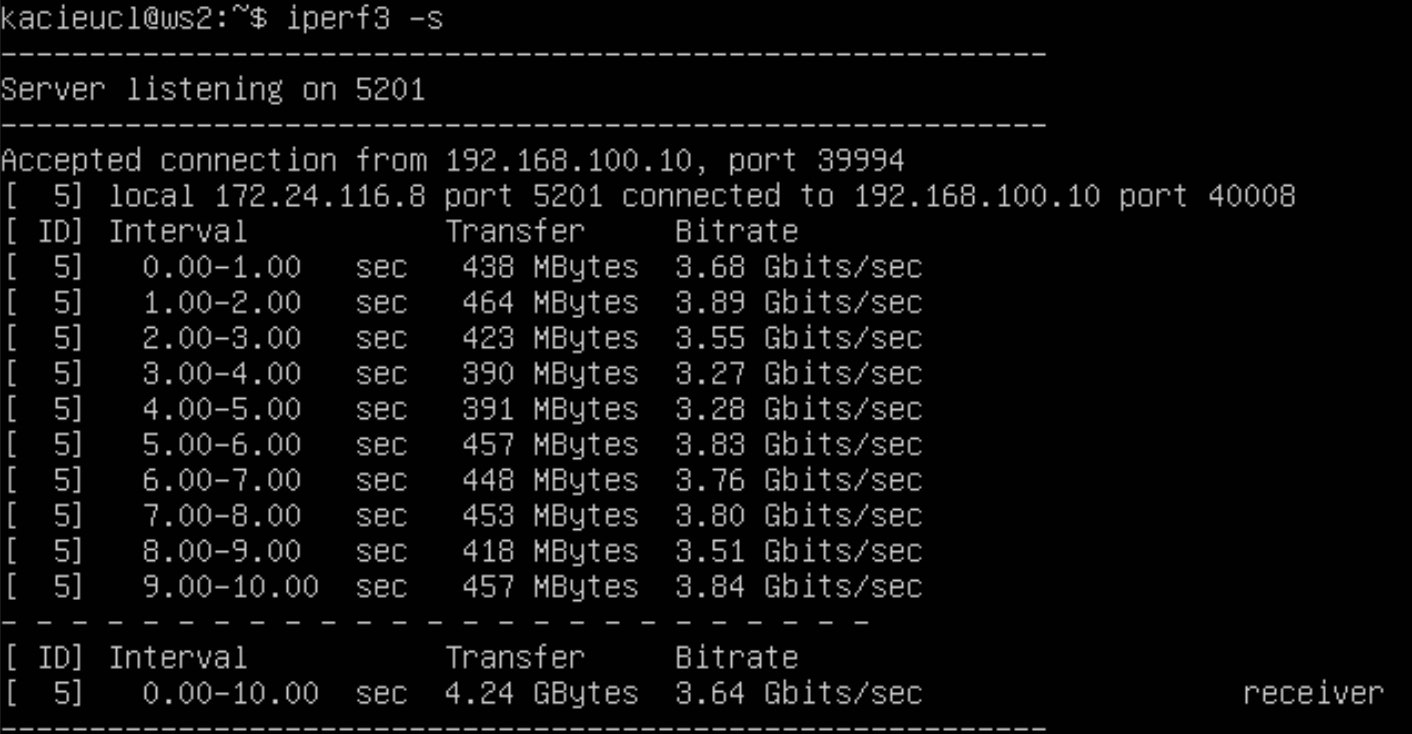 kacieucl@ws2:~$ iperf3 -s
-----------------------------------------------------------
Server listening on 5201
-----------------------------------------------------------
Accepted connection from 192.168.100.10, port 39994
[  5] local 172.24.116.8 port 5201 connected to 192.168.100.10 port 40008
[ ID] Interval           Transfer     Bitrate
[  5]   0.00-1.00   sec   438 MBytes  3.68 Gbits/sec
[  5]   1.00-2.00   sec   464 MBytes  3.89 Gbits/sec
[  5]   2.00-3.00   sec   423 MBytes  3.55 Gbits/sec
[  5]   3.00-4.00   sec   390 MBytes  3.27 Gbits/sec
[  5]   4.00-5.00   sec   391 MBytes  3.28 Gbits/sec
[  5]   5.00-6.00   sec   457 MBytes  3.83 Gbits/sec
[  5]   6.00-7.00   sec   448 MBytes  3.76 Gbits/sec
[  5]   7.00-8.00   sec   453 MBytes  3.80 Gbits/sec
[  5]   8.00-9.00   sec   418 MBytes  3.51 Gbits/sec
[  5]   9.00-10.00  sec   457 MBytes  3.84 Gbits/sec
- - - - - - - - - - - - - - - - - - - - - - - - -
[ ID] Interval           Transfer     Bitrate
[  5]   0.00-10.00  sec  4.24 GBytes  3.64 Gbits/sec                  receiver
-----------------------------------------------------------